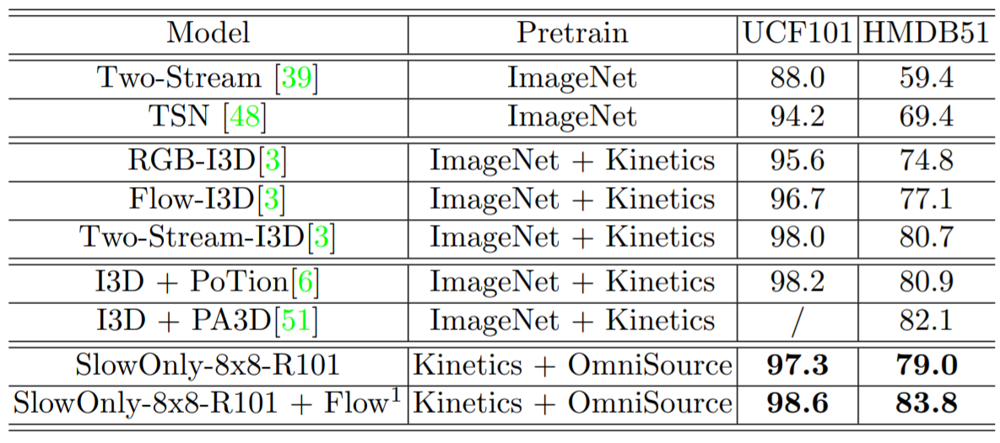 Model Pretrain UCF101 HMDB51
Two-Stream [39] ImageNet 88.0 59.4
TSN [48] ImageNet 94.2 69.4
RGB-I3D[3] ImageNet + Kinetics 95.6 74.8
Flow-I3D[3] ImageNet + Kinetics 96.7 77.1
Two-Stream-I3D[3] ImageNet + Kinetics 98.0 80.7
I3D + PoTion[6] ImageNet + Kinetics 98.2 80.9
I3D + PA3D[51] ImageNet + Kinetics / 82.1
SlowOnly-8x8-R101 Kinetics + OmniSource 97.3 79.0
SlowOnly-8x8-R101 + Flow¹ Kinetics + OmniSource 98.6 83.8